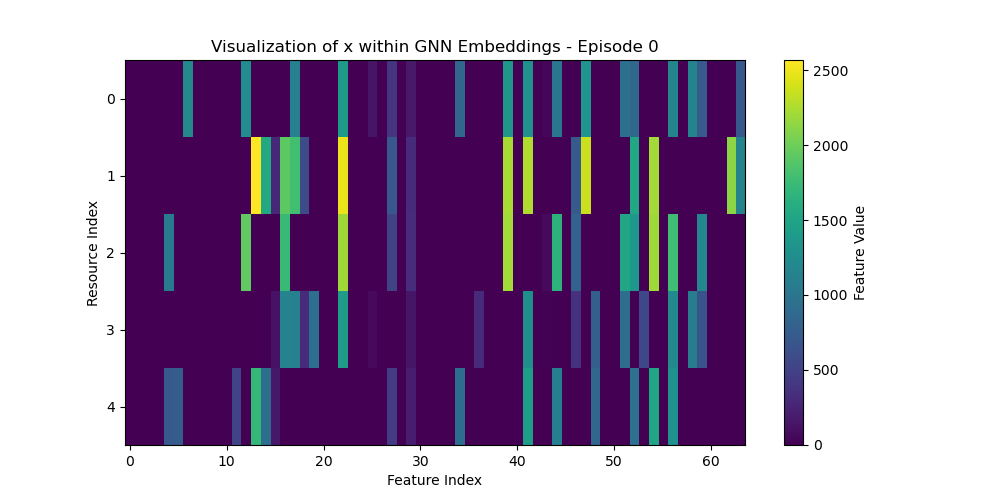 Visualization of x within GNN Embeddings - Episode 0
Resource Index
0
1
2
3
4
0 10 20 30 40 50 60
Feature Index
2500
2000
1500
1000
500
0
Feature Value